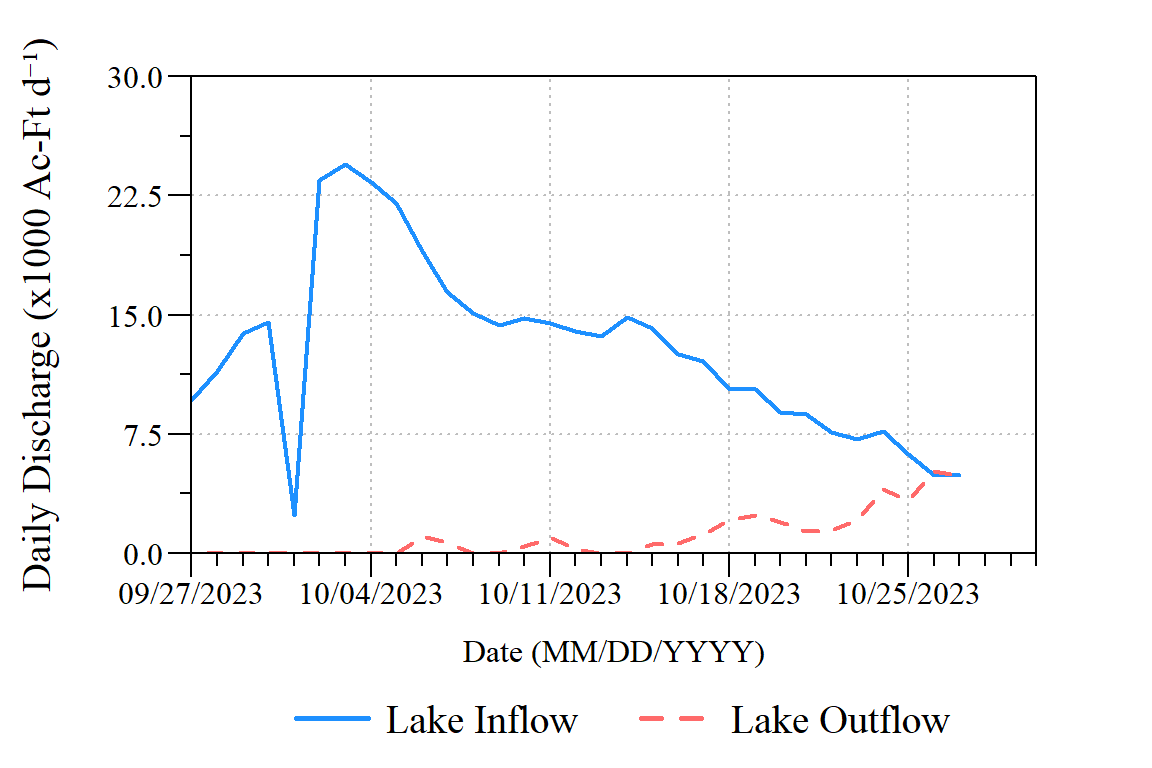 Daily Discharge (x1000 Ac-Ft d⁻¹)
30.0
22.5
15.0
7.5
0.0
09/27/2023 10/04/2023 10/11/2023 10/18/2023 10/25/2023
Date (MM/DD/YYYY)
Lake Inflow Lake Outflow